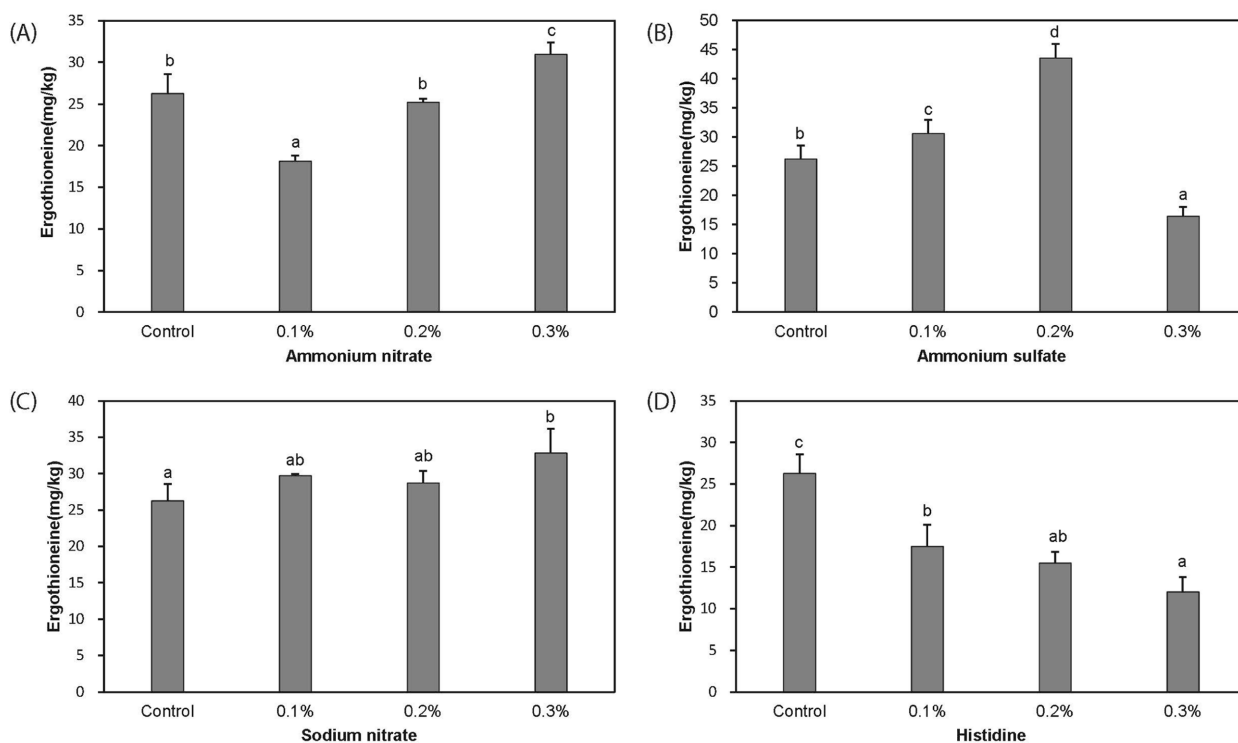 (A)
Ergothioneine(mg/kg)
35
30
25
20
15
10
5
0
b
a
b
c
Control 0.1% 0.2% 0.3%
Ammonium nitrate
(B)
Ergothioneine(mg/kg)
50
45
40
35
30
25
20
15
10
5
0
b
c
d
a
Control 0.1% 0.2% 0.3%
Ammonium sulfate
(C)
Ergothioneine(mg/kg)
40
35
30
25
20
15
10
5
0
a
ab
ab
b
Control 0.1% 0.2% 0.3%
Sodium nitrate
(D)
Ergothioneine(mg/kg)
35
30
25
20
15
10
5
0
c
b
ab
a
Control 0.1% 0.2% 0.3%
Histidine